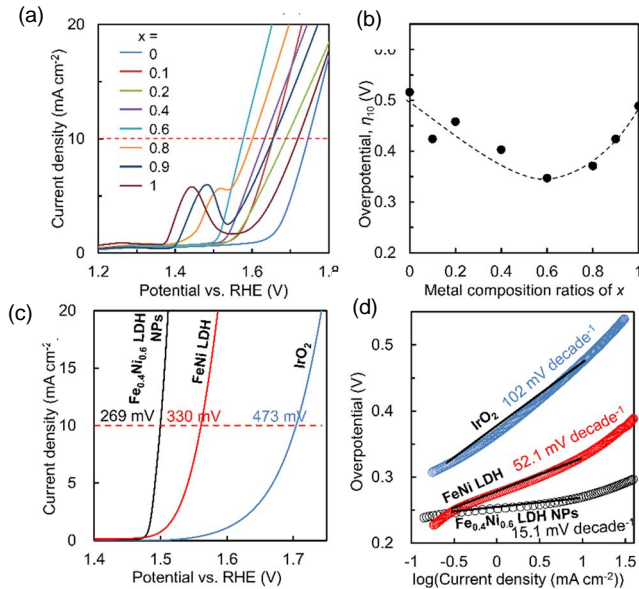 (a)
20
15
10
5
0
Current density (mA cm⁻²)
x =
0
0.1
0.2
0.4
0.6
0.8
0.9
1
1.2
1.4
1.6
Potential vs. RHE (V)
(b)
0.5
0.4
0.3
0.2
Overpotential, η₁₀ (V)
0
0.2
0.4
0.6
0.8
1
Metal composition ratios of x
(c)
20
15
10
5
0
Current density (mA cm⁻²
Fe₀.₄Ni₀.₆ LDH
NPs
FeNi LDH
IrO₂
269 mV
330 mV
473 mV
1.4
1.5
1.6
1.7
Potential vs. RHE (V)
(d)
0.5
0.4
0.3
0.2
Overpotential (V)
IrO₂
102 mV decade⁻¹
FeNi LDH
52.1 mV decade⁻¹
Fe₀.₄Ni₀.₆ LDH NPs
15.1 mV decade⁻¹
-1
-0.5
0
0.5
1
1.5
log(Current density (mA cm⁻²))